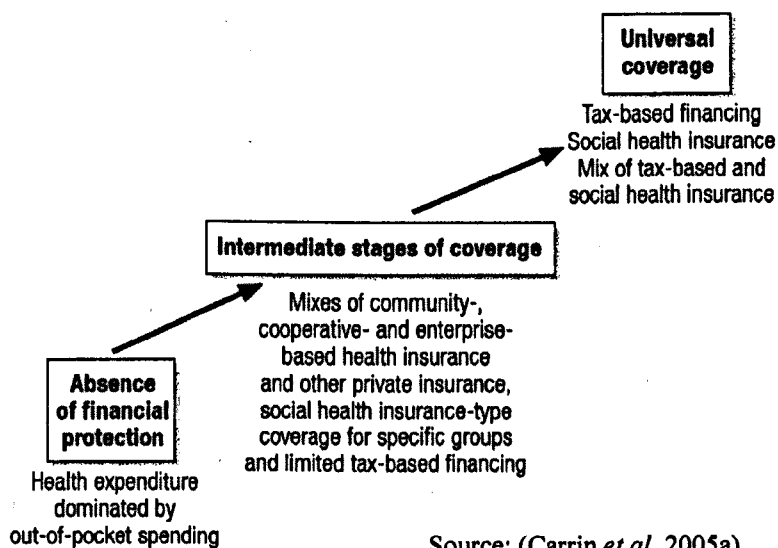 Universal
coverage
Tax-based financing
Social health insurance
Mix of tax-based and
social health insurance
Intermediate stages of coverage
Mixes of community-,
cooperative- and enterprise-
based health insurance
and other private insurance,
social health insurance-type
coverage for specific groups
and limited tax-based financing
Absence
of financial
protection
Health expenditure
dominated by
out-of-pocket spending
Source: (Carrin et al. 2005a)